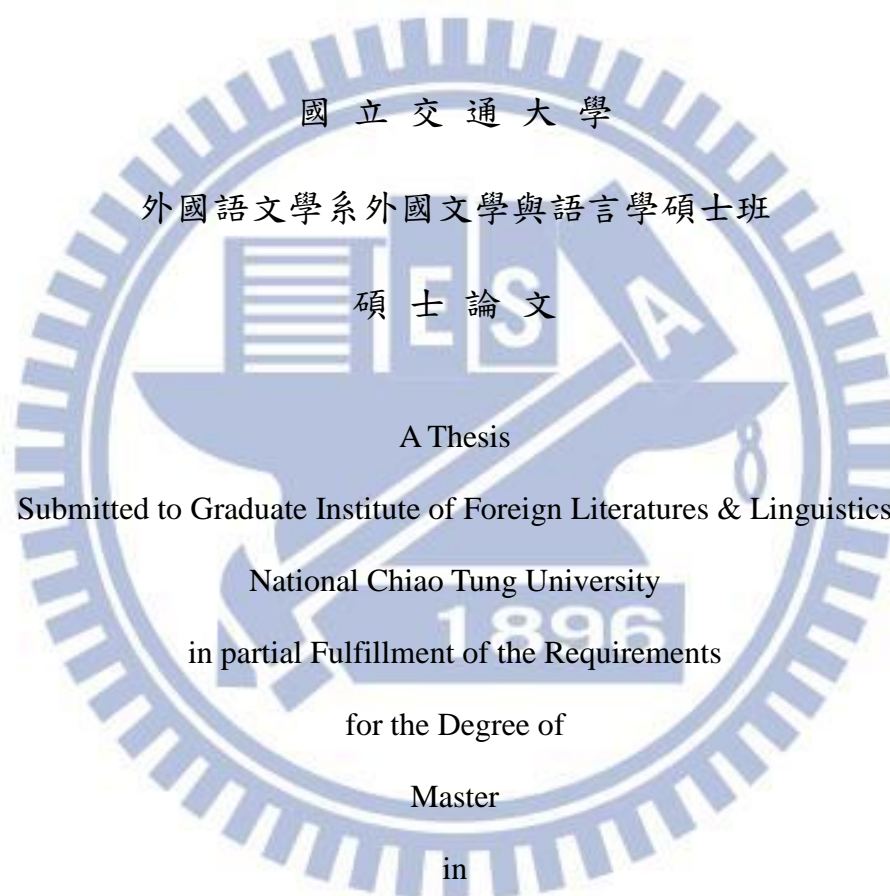 國 立 交 通 大 學
外國語文學系外國文學與語言學碩士班
碩 士 論 文
E S A
A Thesis
Submitted to Graduate Institute of Foreign Literatures & Linguistics
National Chiao Tung University
1896
in partial Fulfillment of the Requirements
for the Degree of
Master
in